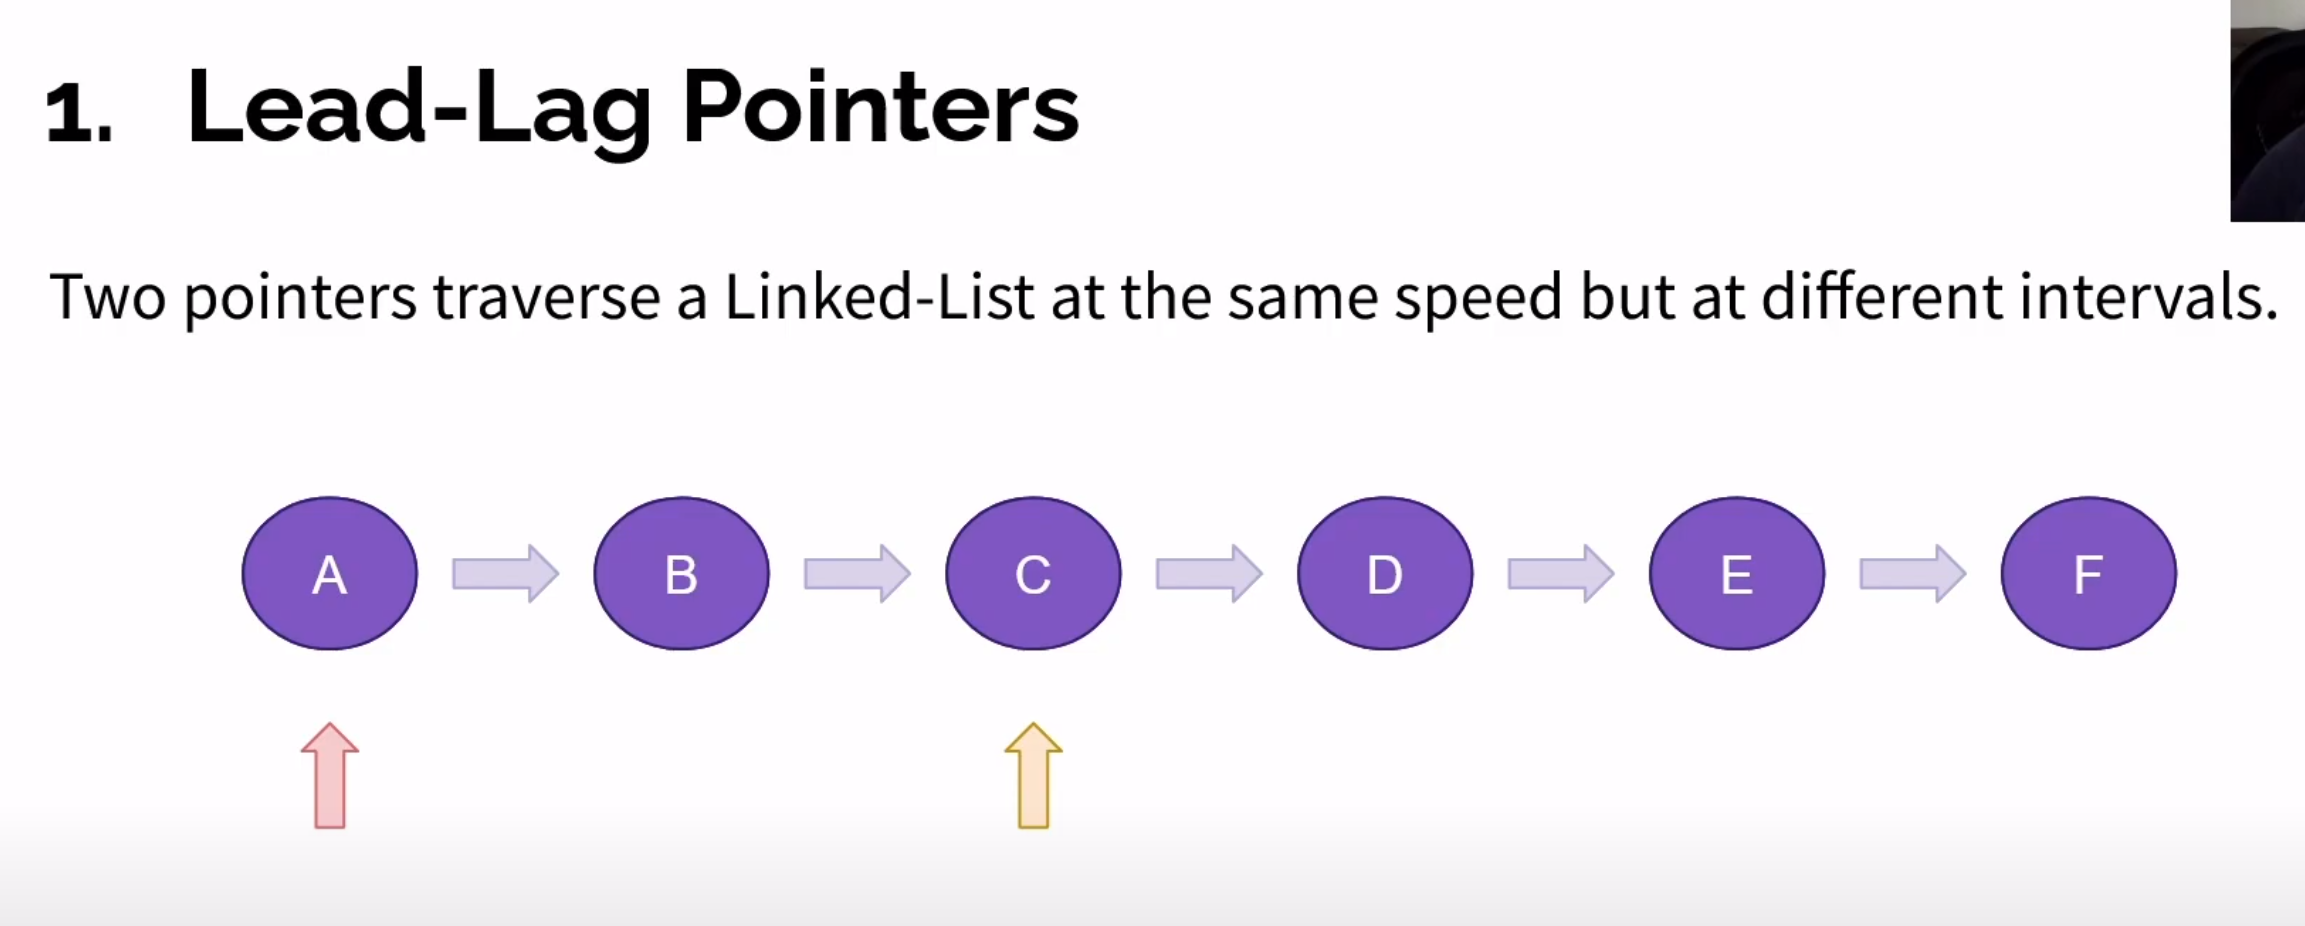 1. Lead-Lag Pointers
Two pointers traverse a Linked-List at the same speed but at different intervals.
A B C D E F